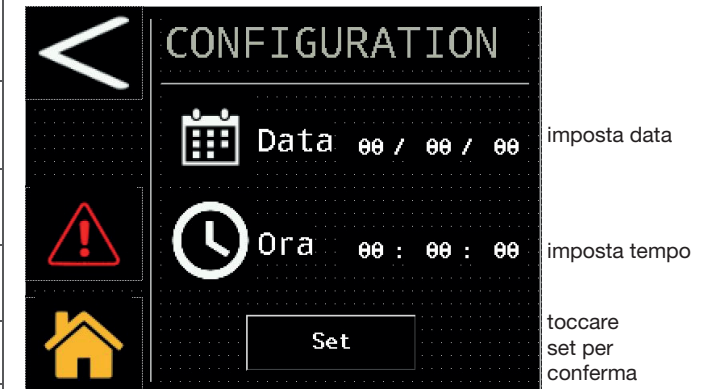 CONFIGURATION
Data 00 / 00 / 00
imposta data
Ora 00 : 00 : 00
imposta tempo
Set
toccare
set per
conferma